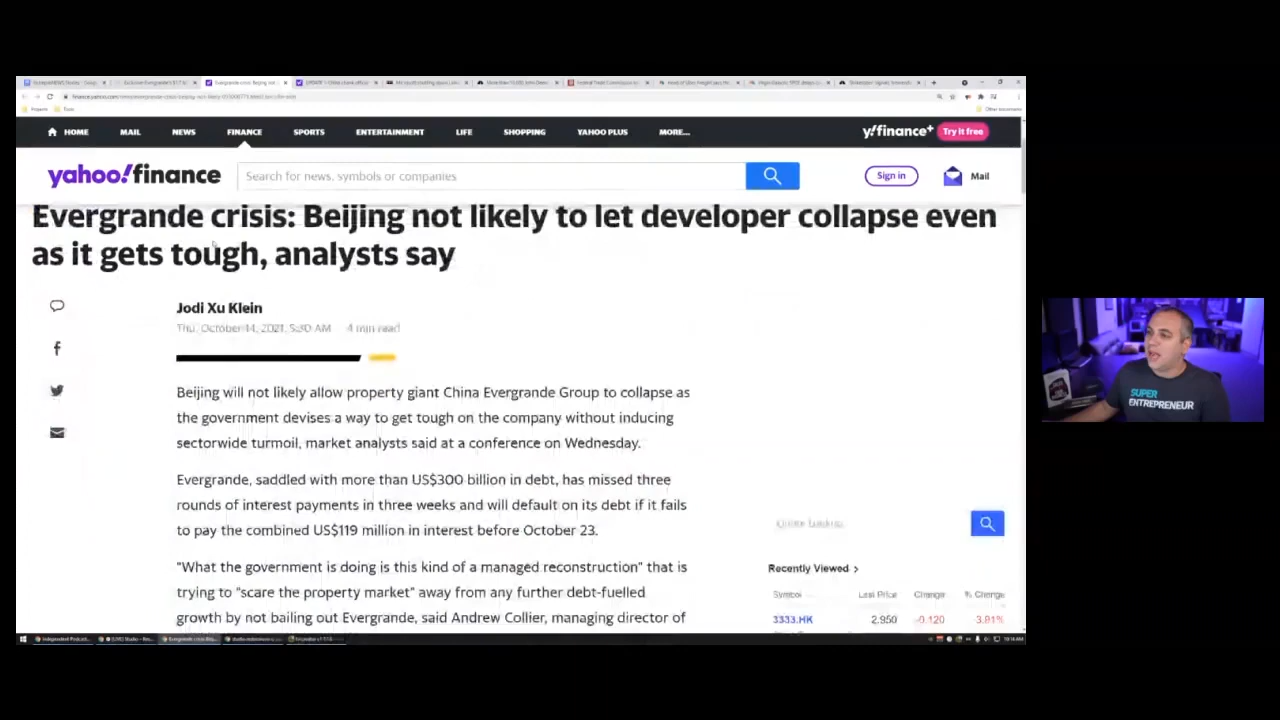 HOME MAIL NEWS FINANCE SPORTS ENTERTAINMENT LIFE SHOPPING YAHOO PLUS MORE... y!finance+ Try it free
yahoo!finance Search for news, symbols or companies Sign in Mail
Evergrande crisis: Beijing not likely to let developer collapse even
as it gets tough, analysts say
Jodi Xu Klein
Thu, October 14, 2021, 5:30 AM 4 min read
Beijing will not likely allow property giant China Evergrande Group to collapse as
the government devises a way to get tough on the company without inducing
sectorwide turmoil, market analysts said at a conference on Wednesday.
Evergrande, saddled with more than US$300 billion in debt, has missed three
rounds of interest payments in three weeks and will default on its debt if it fails
to pay the combined US$119 million in interest before October 23.
"What the government is doing is this kind of a managed reconstruction" that is
trying to "scare the property market" away from any further debt-fuelled
growth by not bailing out Evergrande, said Andrew Collier, managing director of
Quote Lookup
Recently Viewed >
Symbol Last Price Change % Change
3333.HK 2.950 -0.120 -3.91%
SUPER
ENTREPRENEUR
10:14 AM